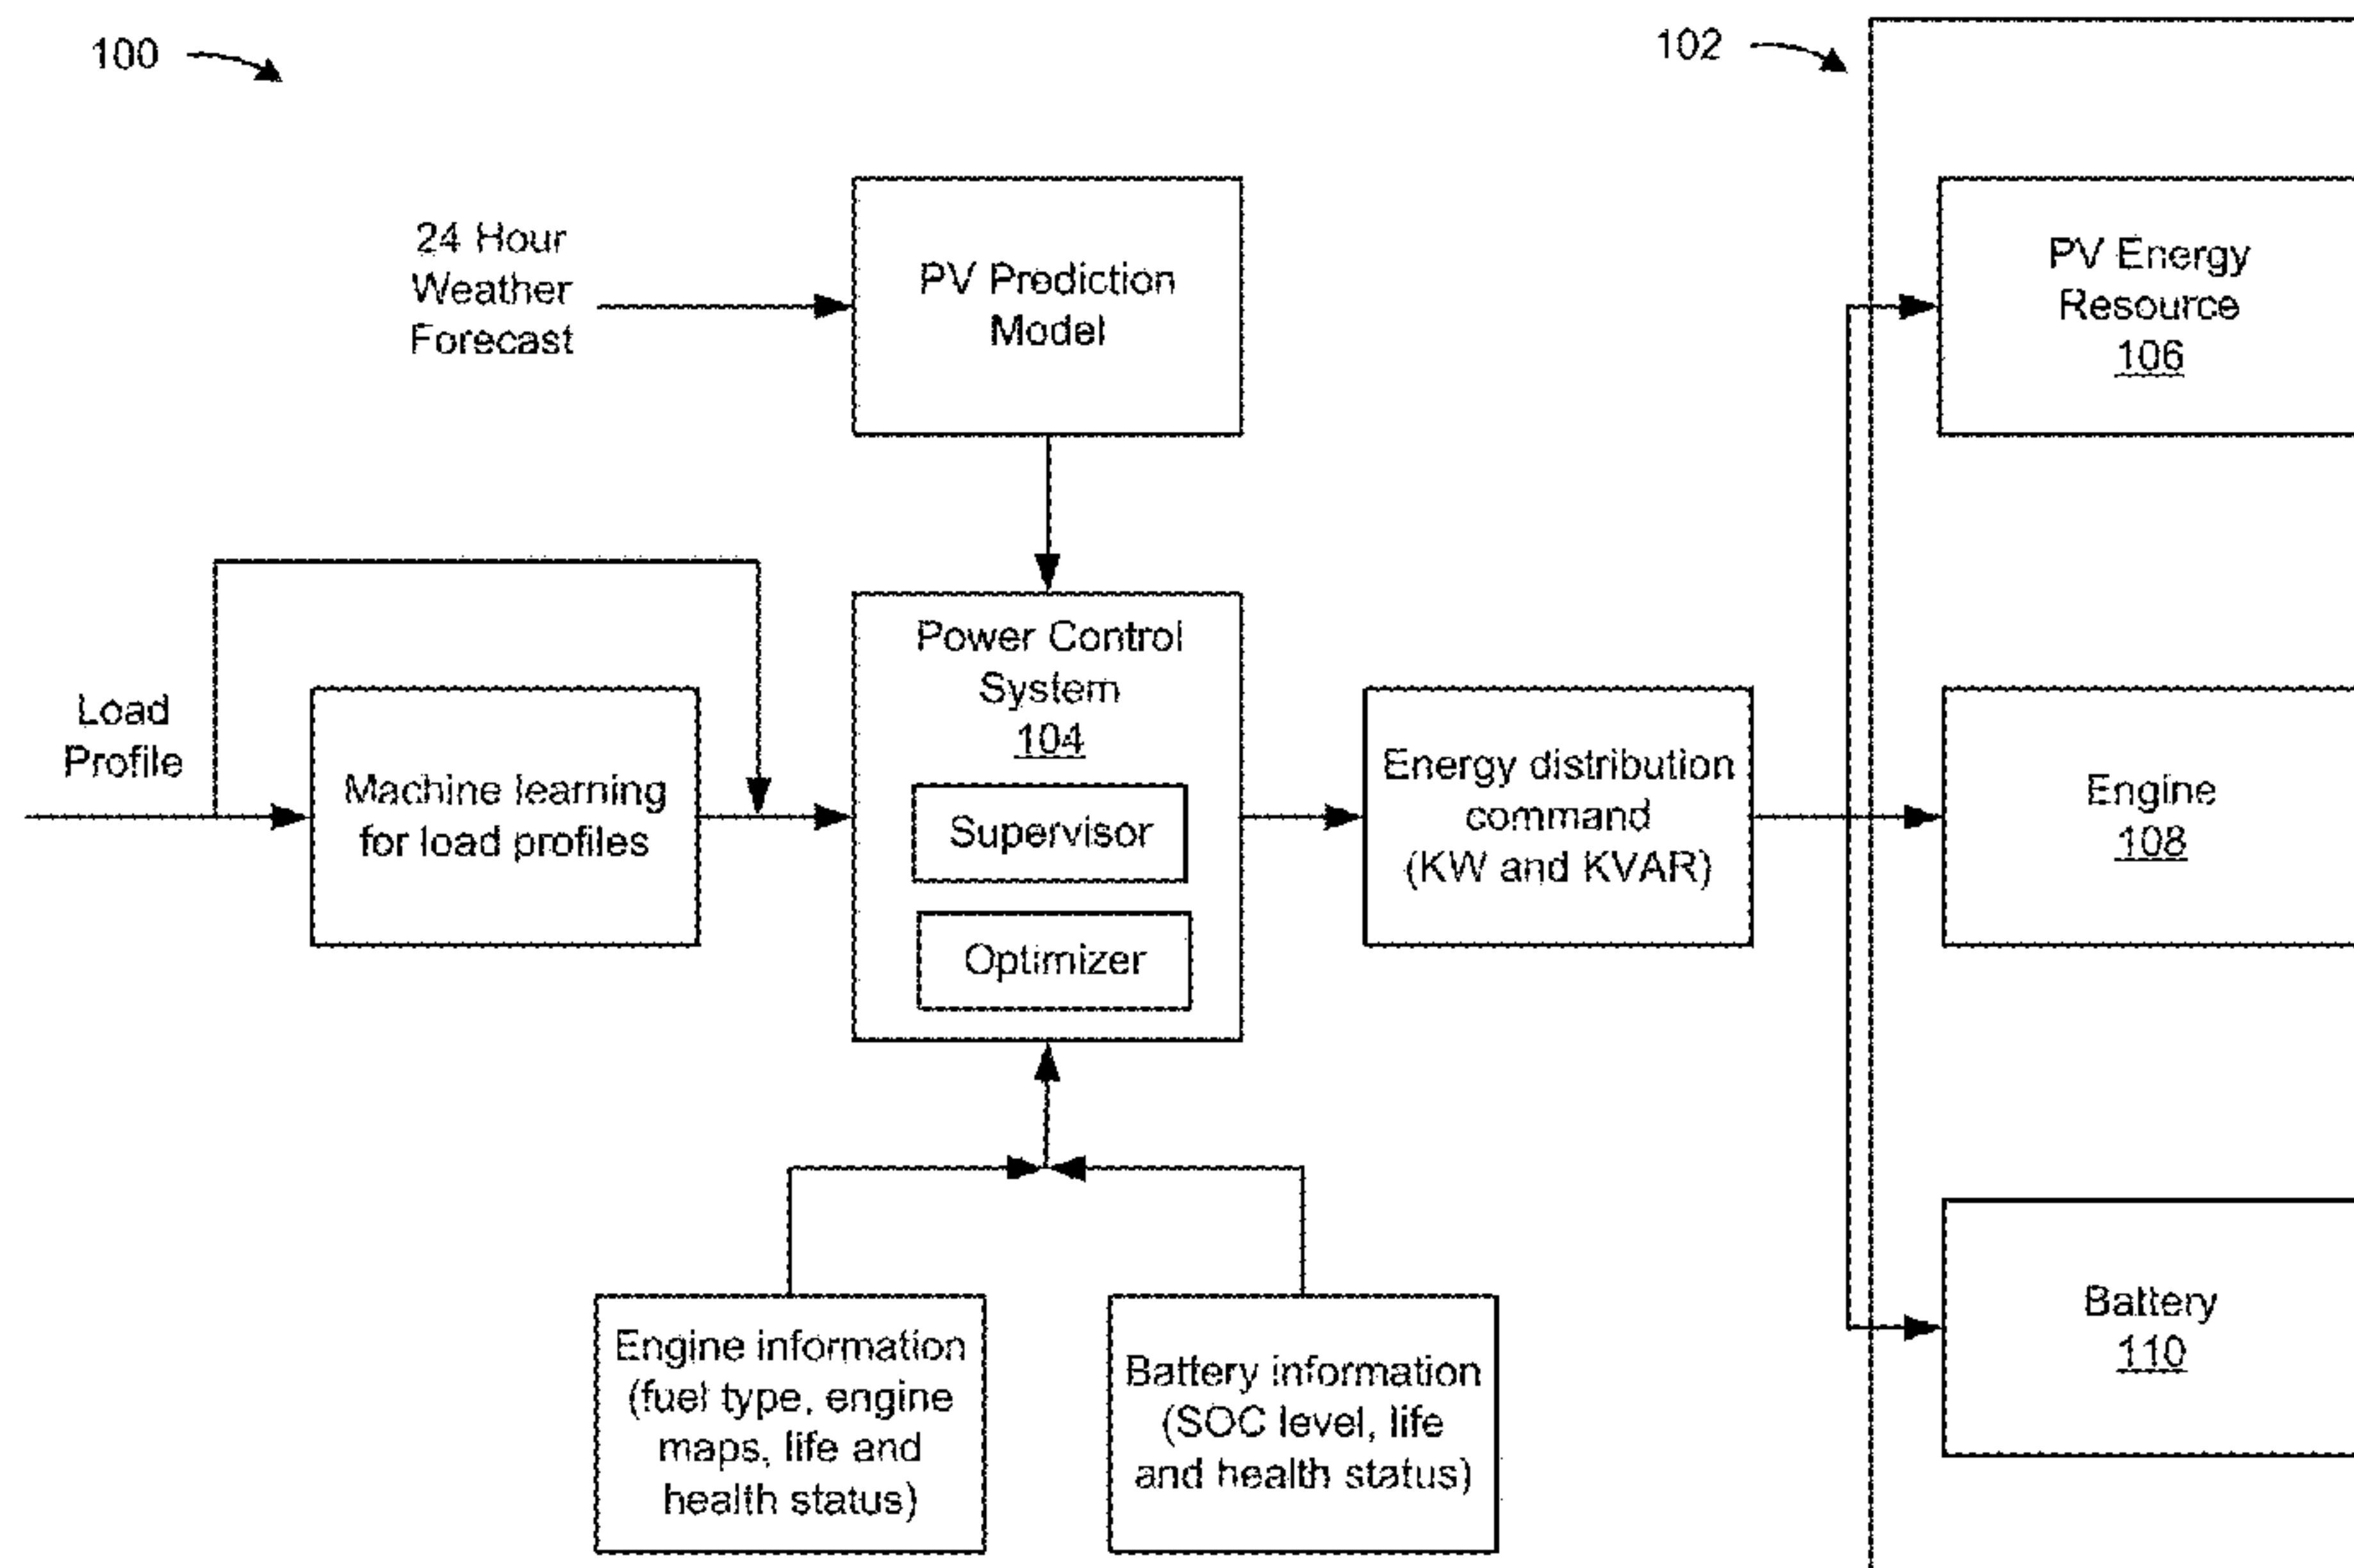 100
102
24 Hour
Weather
Forecast
PV Prediction
Model
PV Energy
Resource
106
Load
Profile
Machine learning
for load profiles
Power Control
System
104
Supervisor
Optimizer
Energy distribution
command
(KW and KVAR)
Engine
108
Engine information
(fuel type, engine
maps, life and
health status)
Battery information
(SOC level, life
and health status)
Battery
110